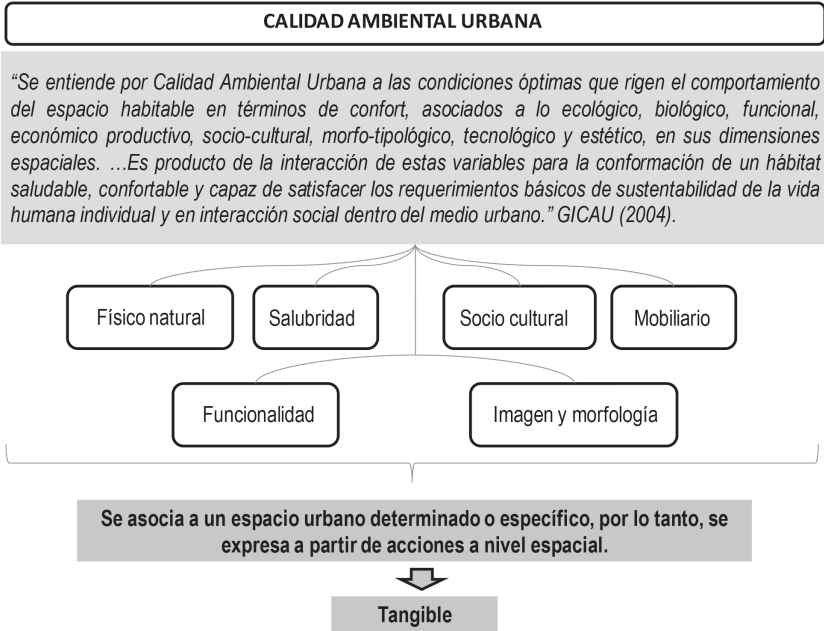 CALIDAD AMBIENTAL URBANA
“Se entiende por Calidad Ambiental Urbana a las condiciones óptimas que rigen el comportamiento
del espacio habitable en términos de confort, asociados a lo ecológico, biológico, funcional,
económico productivo, socio-cultural, morfo-tipológico, tecnológico y estético, en sus dimensiones
espaciales. …Es producto de la interacción de estas variables para la conformación de un hábitat
saludable, confortable y capaz de satisfacer los requerimientos básicos de sustentabilidad de la vida
humana individual y en interacción social dentro del medio urbano.” GICAU (2004).
Físico natural
Salubridad
Socio cultural
Mobiliario
Funcionalidad
Imagen y morfología
Se asocia a un espacio urbano determinado o específico, por lo tanto, se
expresa a partir de acciones a nivel espacial.
Tangible